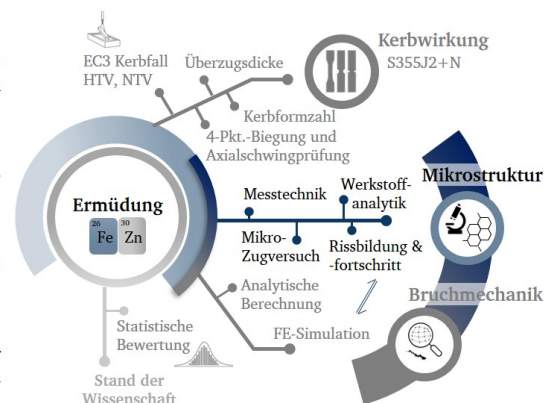 EC3 Kerbfall
HTV, NTV
Überzugsdicke
Kerbwirkung
S355J2+N
Kerbformzahl
4-Pkt.-Biegung und
Axialschwingprüfung
Ermüdung
26
Fe
30
Zn
Messtechnik
Werkstoff-
analytik
Mikro-
Zugversuch
Rissbildung &
-fortschritt
Mikrostruktur
Analytische
Berechnung
Bruchmechanik
FE-Simulation
Statistische
Bewertung
Stand der
Wissenschaft